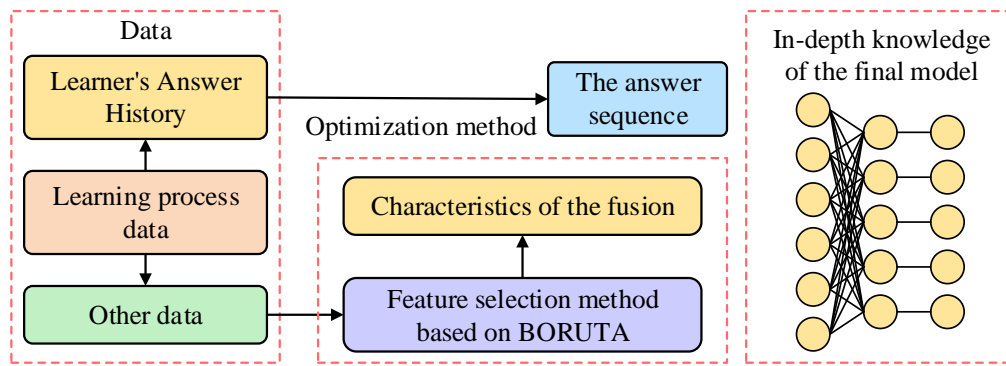 Data
Learner's Answer
History
Learning process
data
Other data
The answer
sequence
Optimization method
Characteristics of the fusion
Feature selection method
based on BORUTA
In-depth knowledge
of the final model